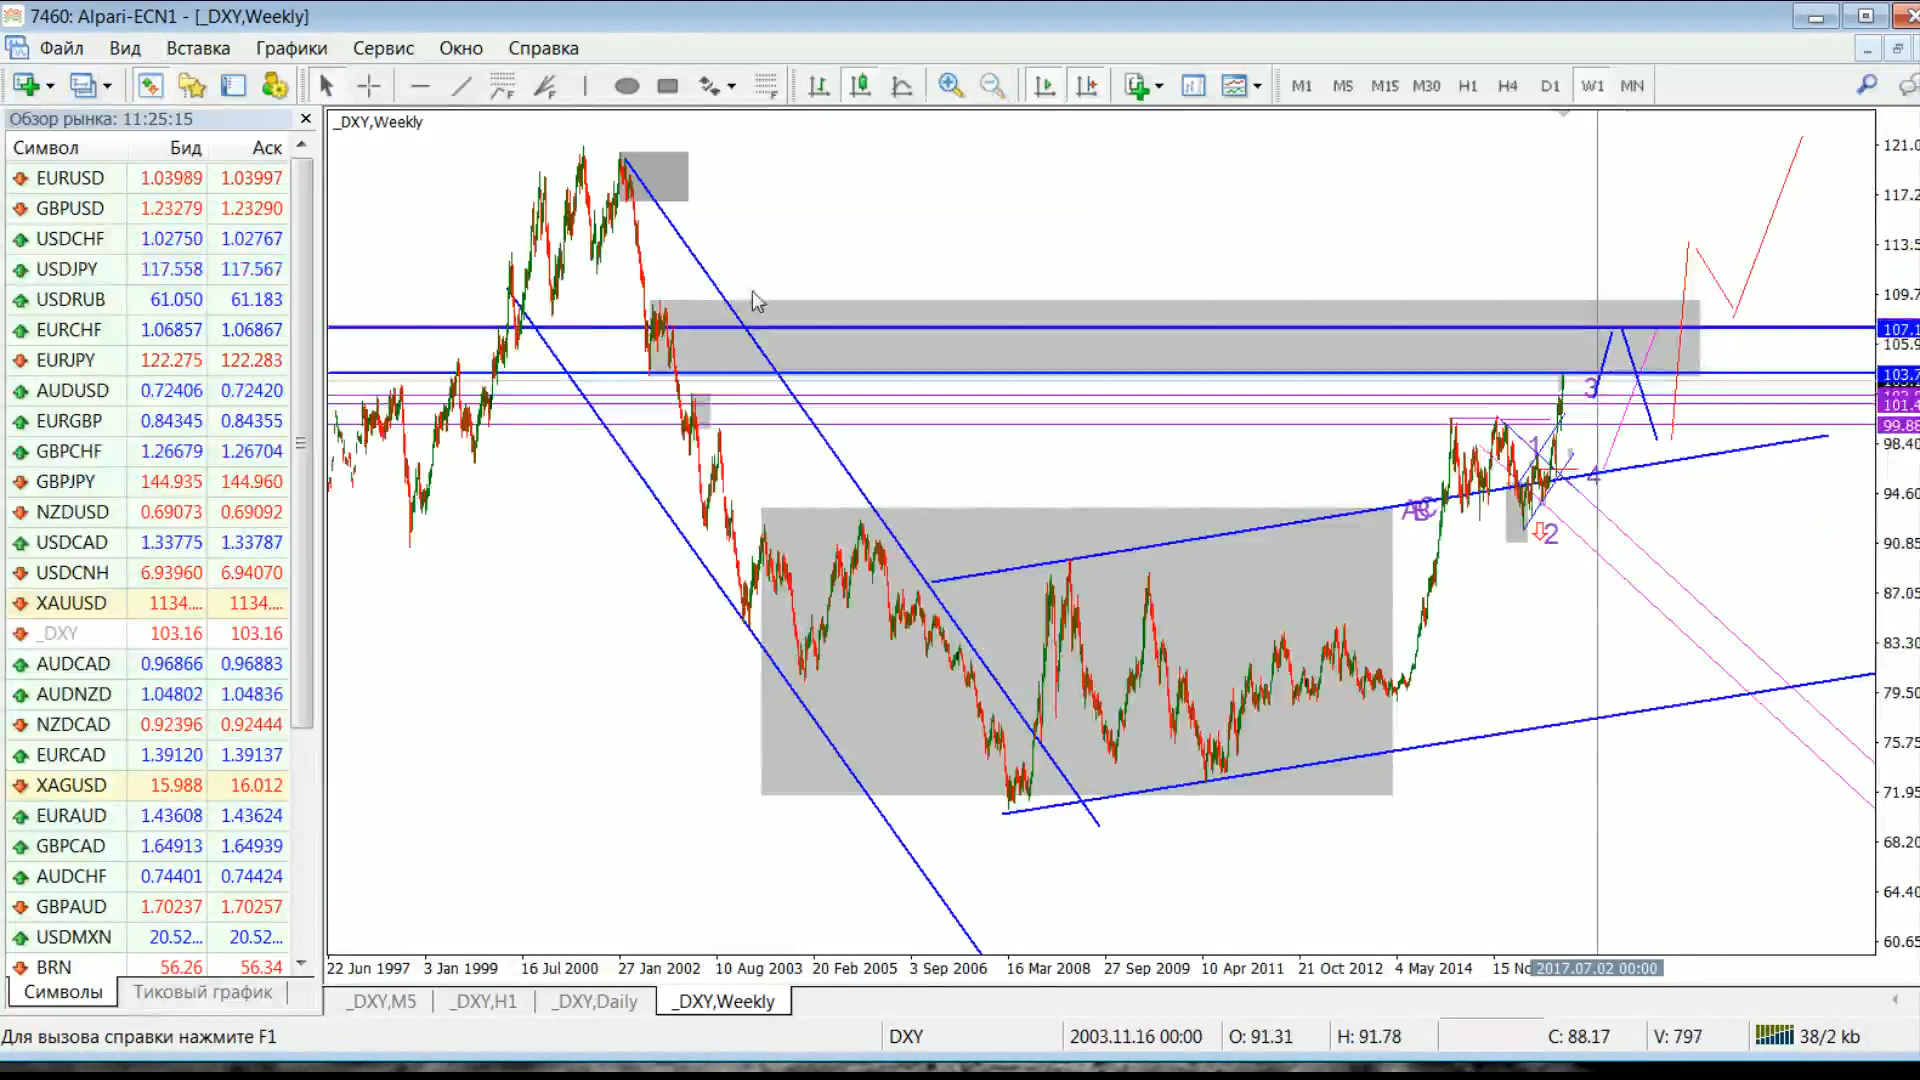 7460: Alpari-ECN1 - [_DXY,Weekly]
Файл Вид Вставка Графики Сервис Окно Справка
M1 M5 M15 M30 H1 H4 D1 W1 MN
Обзор рынка: 11:25:15
Символ Бид Аск
EURUSD 1.03989 1.03997
GBPUSD 1.23279 1.23290
USDCHF 1.02750 1.02767
USDJPY 117.558 117.567
USDRUB 61.050 61.183
EURCHF 1.06857 1.06867
EURJPY 122.275 122.283
AUDUSD 0.72406 0.72420
EURGBP 0.84345 0.84355
GBPCHF 1.26679 1.26704
GBPJPY 144.935 144.960
NZDUSD 0.69073 0.69092
USDCAD 1.33775 1.33787
USDCNH 6.93960 6.94070
XAUUSD 1134.... 1134....
_DXY 103.16 103.16
AUDCAD 0.96866 0.96883
AUDNZD 1.04802 1.04836
NZDCAD 0.92396 0.92444
EURCAD 1.39120 1.39137
XAGUSD 15.988 16.012
EURAUD 1.43608 1.43624
GBPCAD 1.64913 1.64939
AUDCHF 0.74401 0.74424
GBPAUD 1.70237 1.70257
USDMXN 20.52... 20.52...
BRN 56.26 56.34
Символы Тиковый график
_DXY,Weekly
3
1
4
ABC
2
121.0
117.2
113.5
109.7
107.1
105.9
103.7
101.4
99.88
98.40
94.60
90.85
87.05
83.30
79.50
75.75
71.95
68.20
64.40
60.65
22 Jun 1997 3 Jan 1999 16 Jul 2000 27 Jan 2002 10 Aug 2003 20 Feb 2005 3 Sep 2006 16 Mar 2008 27 Sep 2009 10 Apr 2011 21 Oct 2012 4 May 2014 15 No 2017.07.02 00:00
_DXY,M5 _DXY,H1 _DXY,Daily _DXY,Weekly
Для вызова справки нажмите F1 DXY 2003.11.16 00:00 O: 91.31 H: 91.78 C: 88.17 V: 797 38/2 kb